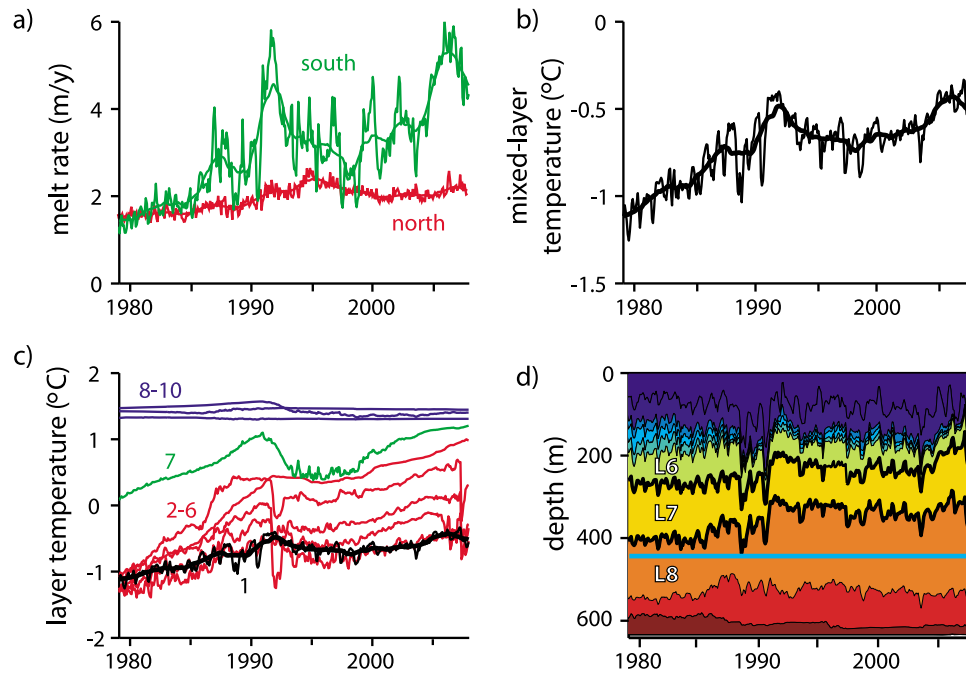 a)
melt rate (m/y)
6
4
2
0
south
north
1980 1990 2000
b)
mixed-layer
temperature (°C)
0
-0.5
-1
-1.5
1980 1990 2000
c)
layer temperature (°C)
2
1
0
-1
-2
8-10
7
2-6
1
1980 1990 2000
d)
depth (m)
0
200
400
600
L6
L7
L8
1980 1990 2000